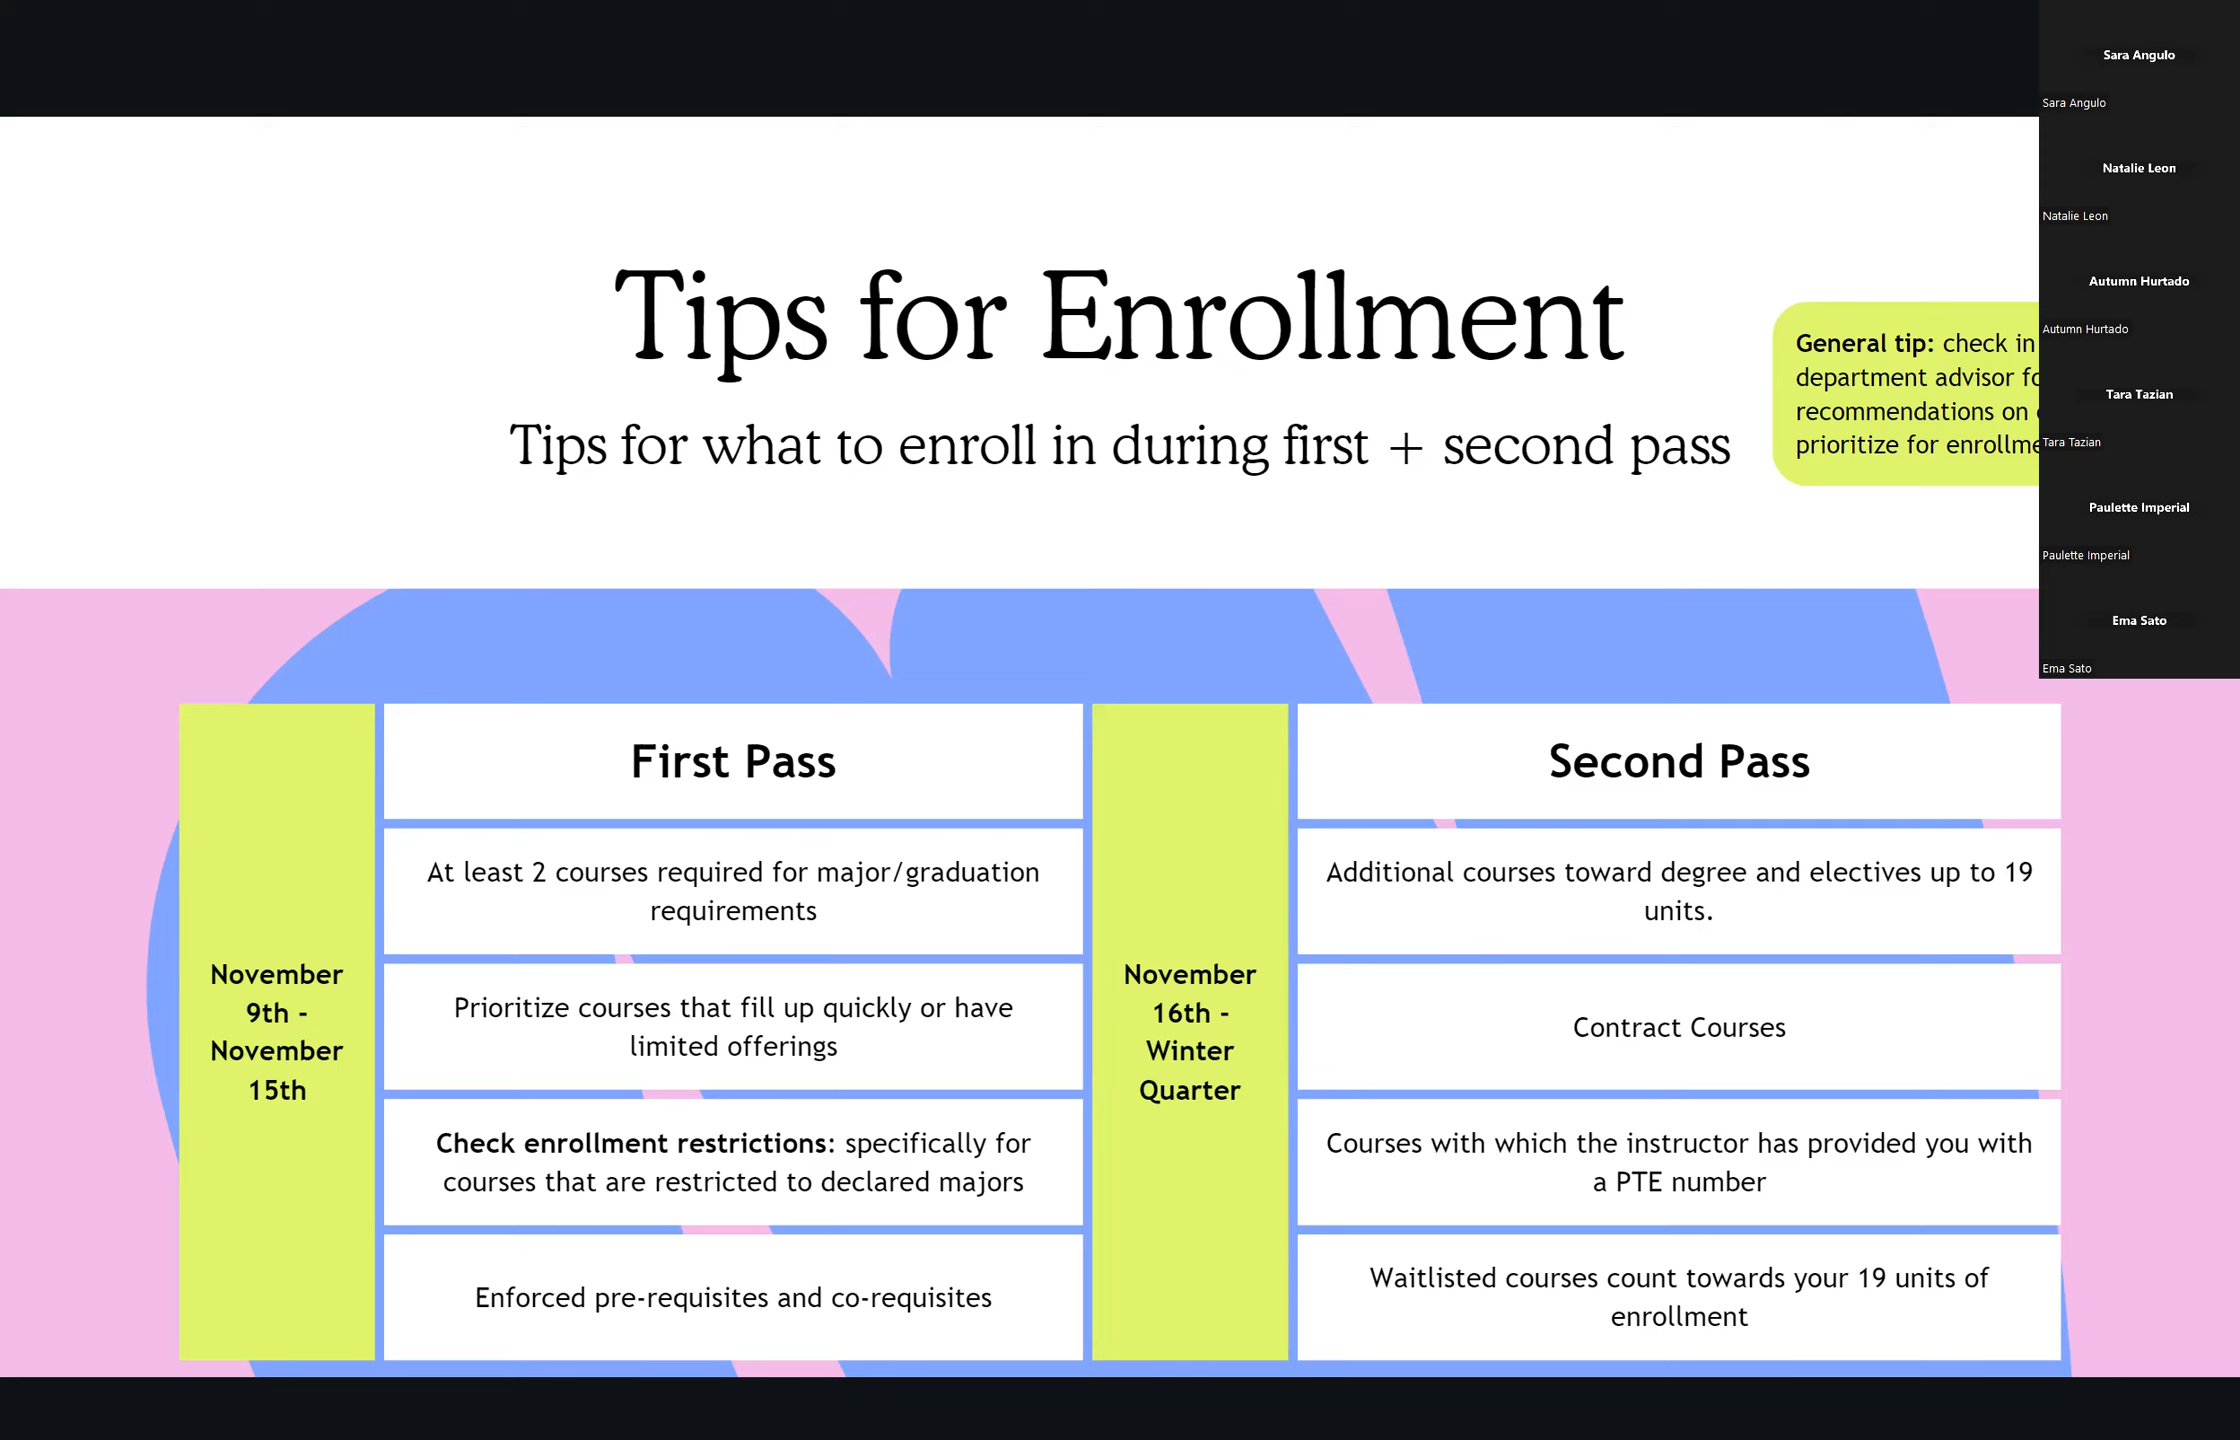 Tips for Enrollment
Tips for what to enroll in during first + second pass
General tip: check in
department advisor
recommendations on
prioritize for
Sara Angulo
Sara Angulo
Natalie Leon
Natalie Leon
Autumn Hurtado
Autumn Hurtado
Tara Tazian
Tara Tazian
Paulette Imperial
Paulette Imperial
Ema Sato
Ema Sato
November
9th -
November
15th
First Pass
At least 2 courses required for major/graduation
requirements
Prioritize courses that fill up quickly or have
limited offerings
Check enrollment restrictions: specifically for
courses that are restricted to declared majors
Enforced pre-requisites and co-requisites
November
16th -
Winter
Quarter
Second Pass
Additional courses toward degree and electives up to 19
units.
Contract Courses
Courses with which the instructor has provided you with
a PTE number
Waitlisted courses count towards your 19 units of
enrollment